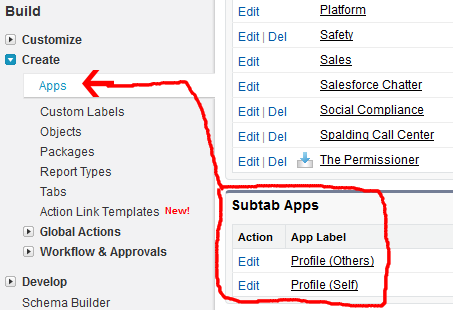 Build
Customize
Create
Apps
Custom Labels
Objects
Packages
Report Types
Tabs
Action Link Templates New!
Global Actions
Workflow & Approvals
Develop
Schema Builder
Edit Platform
Edit | Del Safety
Edit Sales
Edit Salesforce Chatter
Edit | Del Social Compliance
Edit | Del Spalding Call Center
Edit | Del The Permissioner
Subtab Apps
Action App Label
Edit Profile (Others)
Edit Profile (Self)